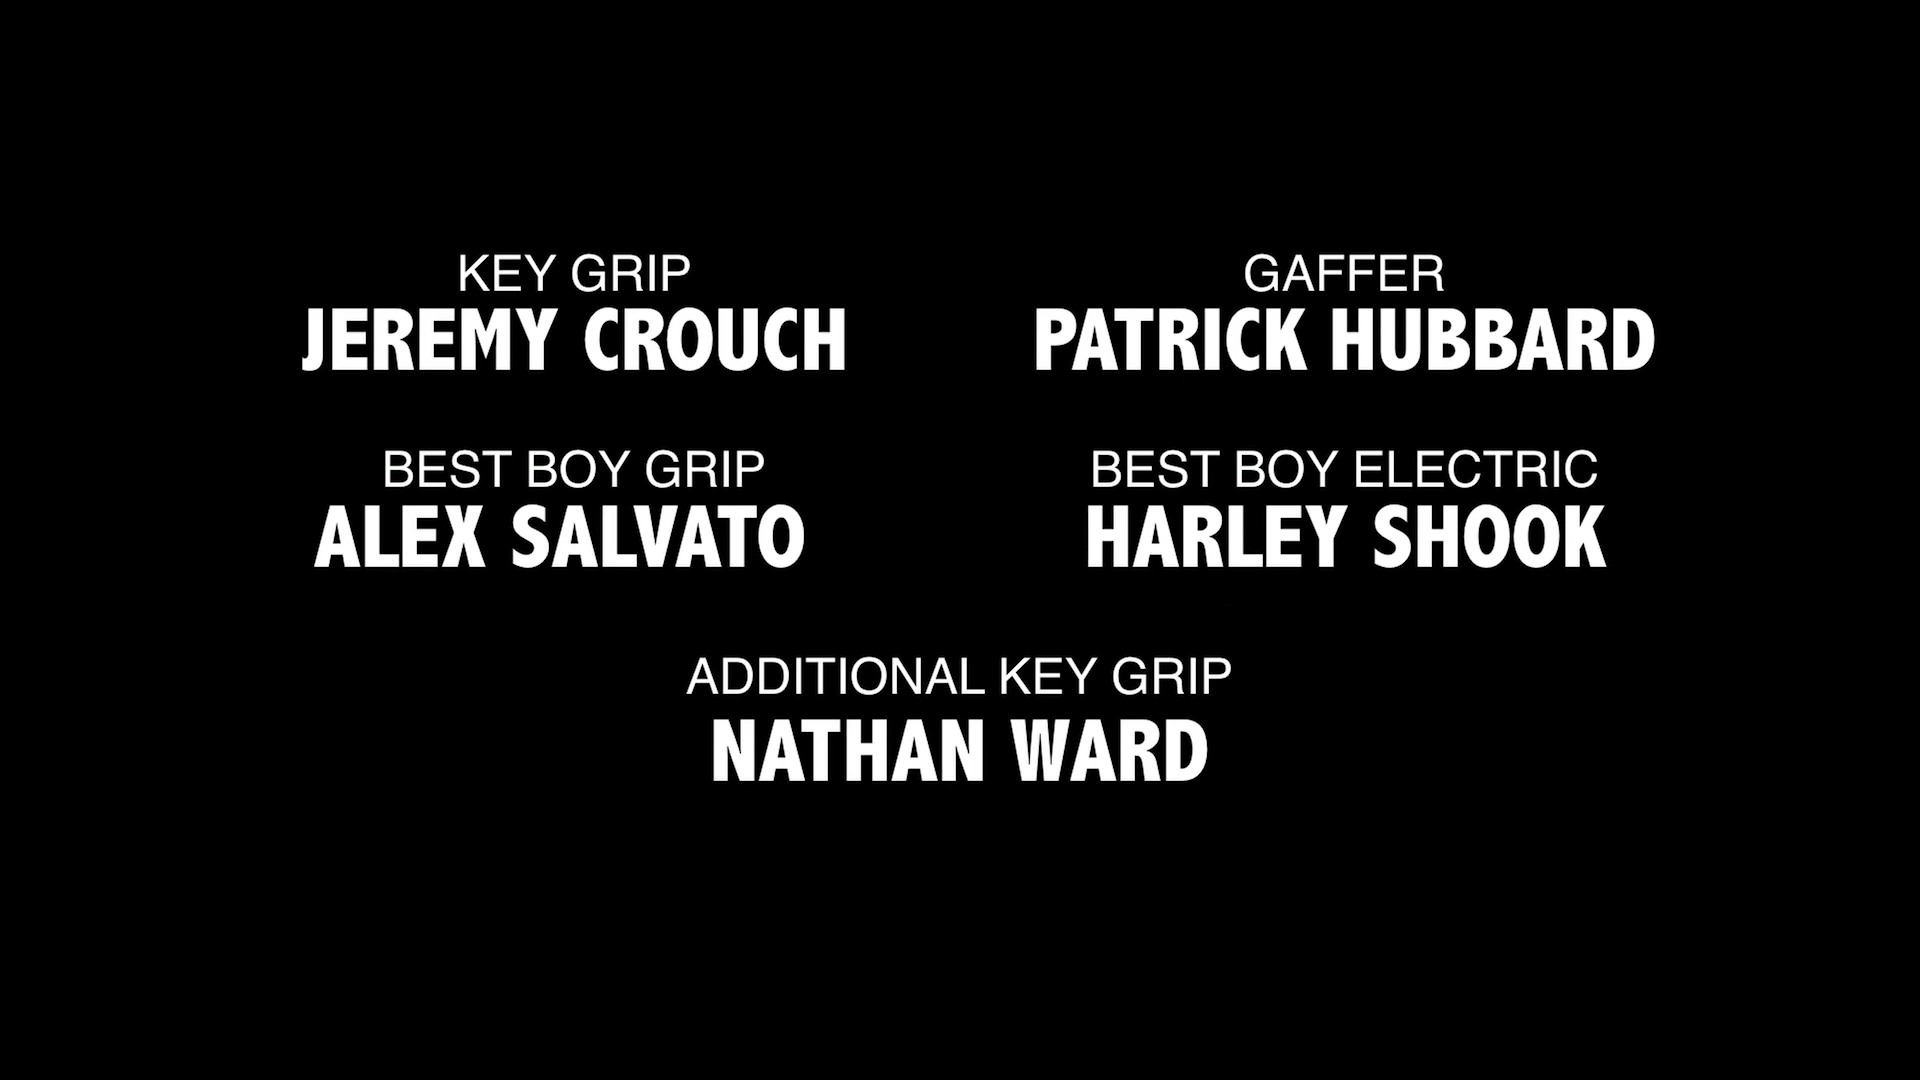 KEY GRIP
JEREMY CROUCH
GAFFER
PATRICK HUBBARD
BEST BOY GRIP
ALEX SALVATO
BEST BOY ELECTRIC
HARLEY SHOOK
ADDITIONAL KEY GRIP
NATHAN WARD